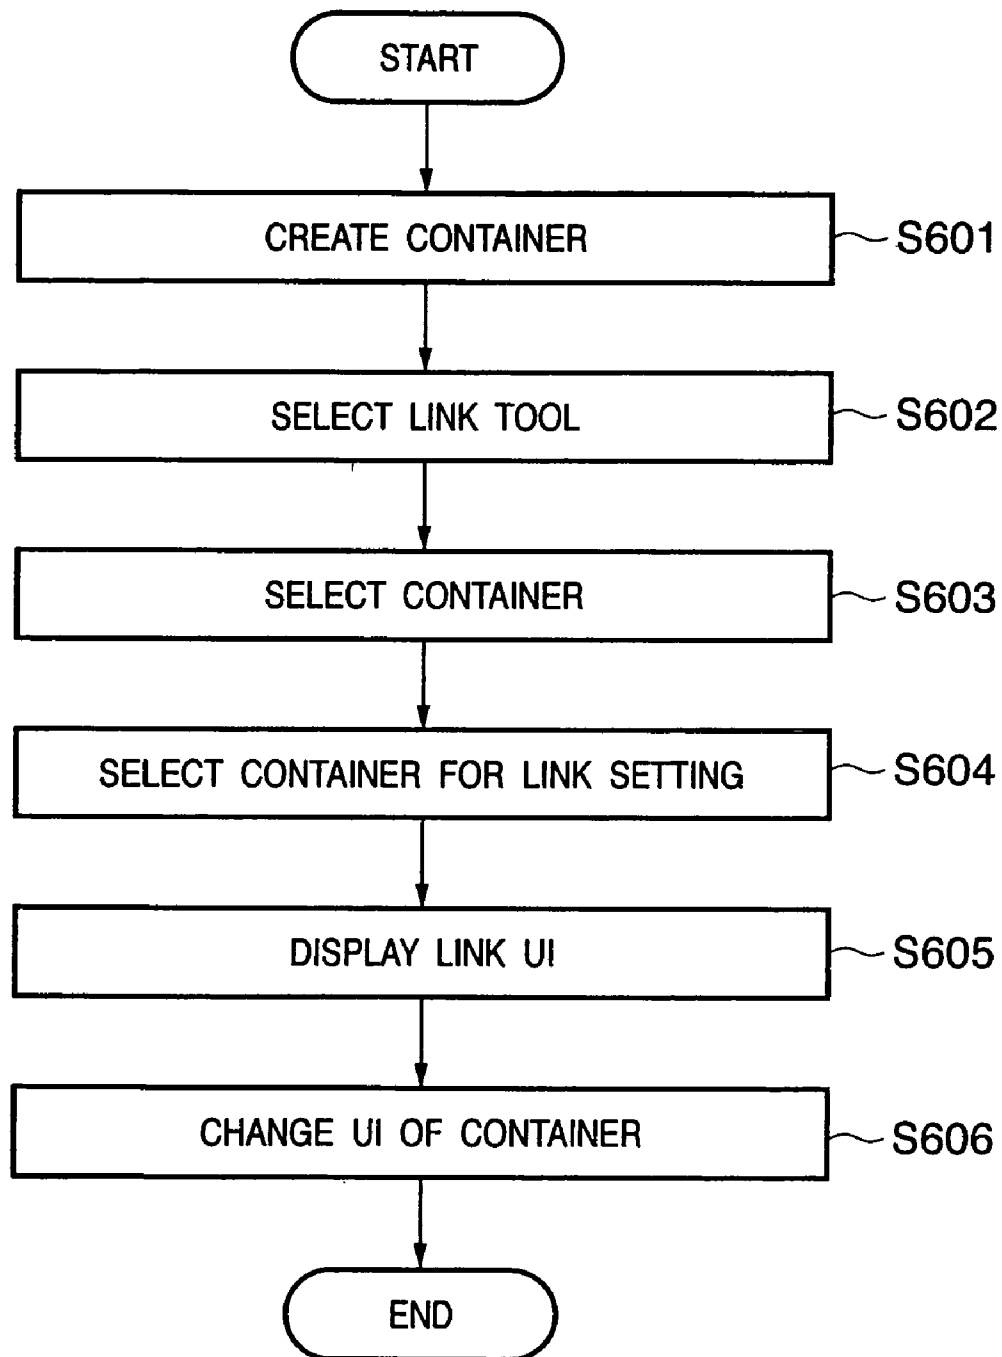 START
CREATE CONTAINER
S601
SELECT LINK TOOL
S602
SELECT CONTAINER
S603
SELECT CONTAINER FOR LINK SETTING
S604
DISPLAY LINK UI
S605
CHANGE UI OF CONTAINER
S606
END